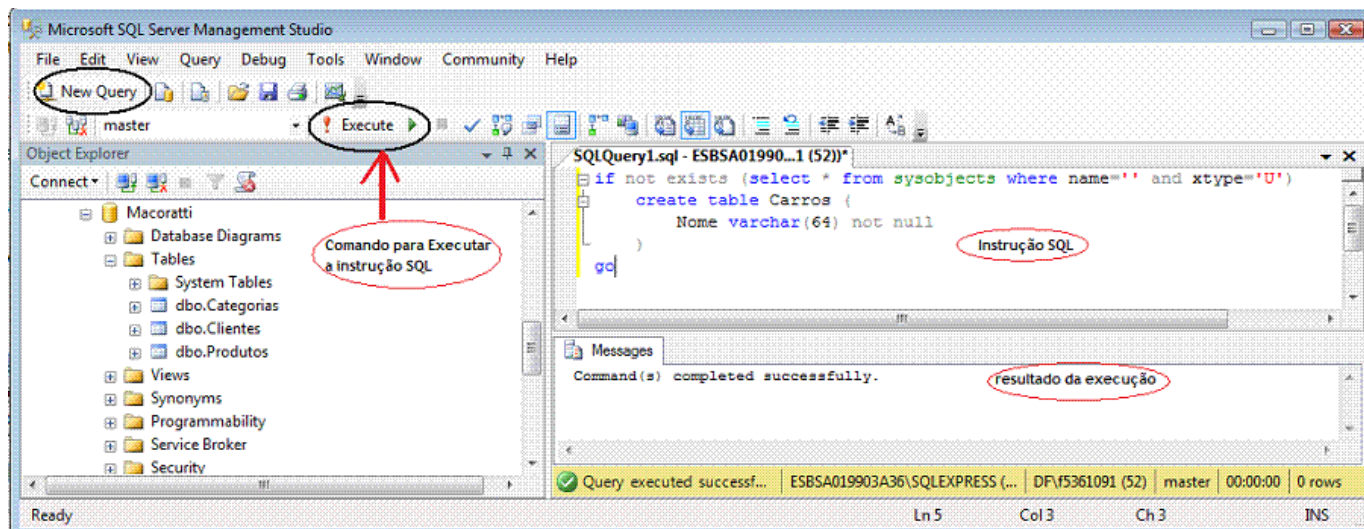 Microsoft SQL Server Management Studio
File Edit View Query Debug Tools Window Community Help
New Query
master
Execute
Object Explorer
Connect
Macoratti
Database Diagrams
Tables
System Tables
dbo.Categorias
dbo.Clientes
dbo.Produtos
Views
Synonyms
Programmability
Service Broker
Security
Comando para Executar
a instrução SQL
SQLQuery1.sql - ESBSA01990...1 (52))*
if not exists (select * from sysobjects where name='' and xtype='U')
create table Carros (
Nome varchar(64) not null
)
go
Instrução SQL
Messages
Command(s) completed successfully.
resultado da execução
Query executed successf... ESBSA019903A36\SQLEXPRESS (... DF\f5361091 (52) master 00:00:00 0 rows
Ready Ln 5 Col 3 Ch 3 INS